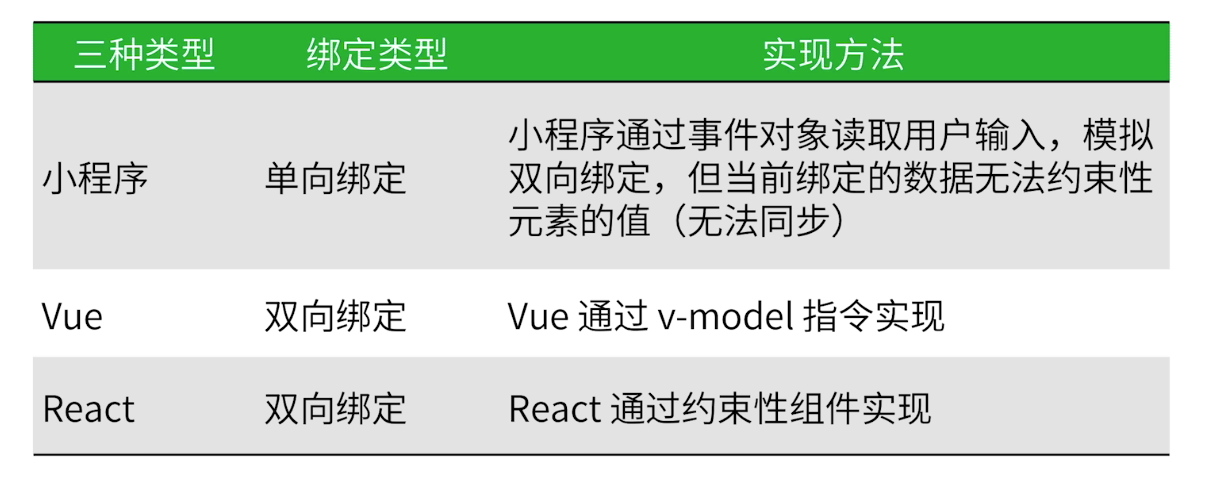 三种类型 绑定类型 实现方法
小程序 单向绑定 小程序通过事件对象读取用户输入，模拟
双向绑定，但当前绑定的数据无法约束性
元素的值（无法同步）
Vue 双向绑定 Vue 通过 v-model 指令实现
React 双向绑定 React 通过约束性组件实现